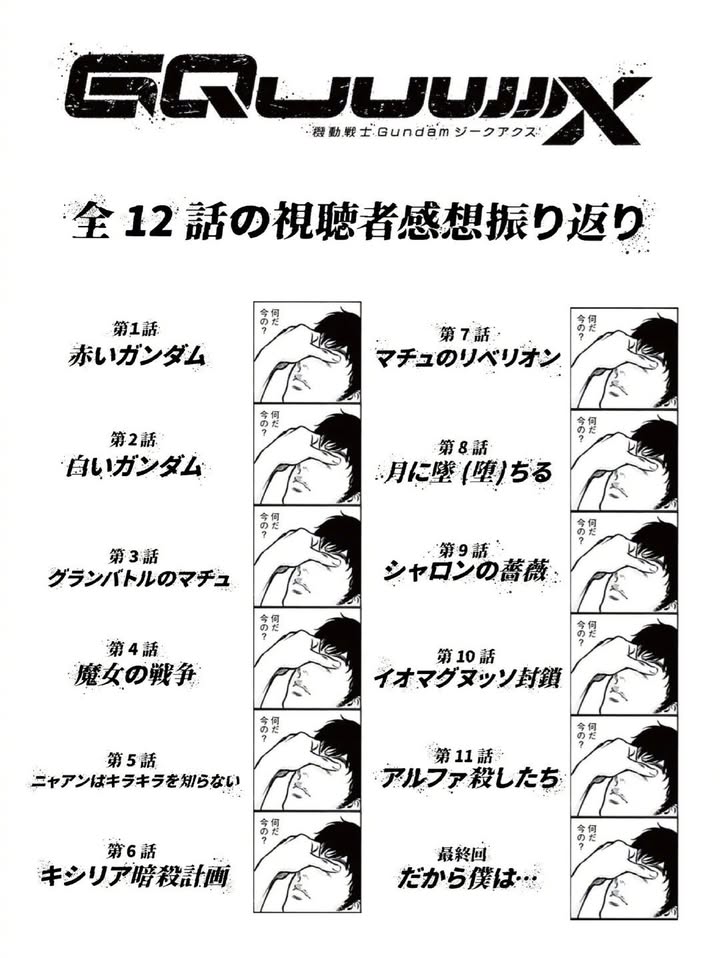 GQuuuuuuX
機動戦士Gundamジークアクス
全12話の視聴者感想振り返り
第1話
赤いガンダム
何だ
今の?
第2話
白いガンダム
何だ
今の?
第3話
グランバトルのマチュ
何だ
今の?
第4話
魔女の戦争
何だ
今の?
第5話
ニャアンはキラキラを知らない
何だ
今の?
第6話
キシリア暗殺計画
何だ
今の?
第7話
マチュのリベリオン
何だ
今の?
第8話
月に墜(堕)ちる
何だ
今の?
第9話
シャロンの薔薇
何だ
今の?
第10話
イオマグヌッソ封鎖
何だ
今の?
第11話
アルファ殺したち
何だ
今の?
最終回
だから僕は…
何だ
今の?